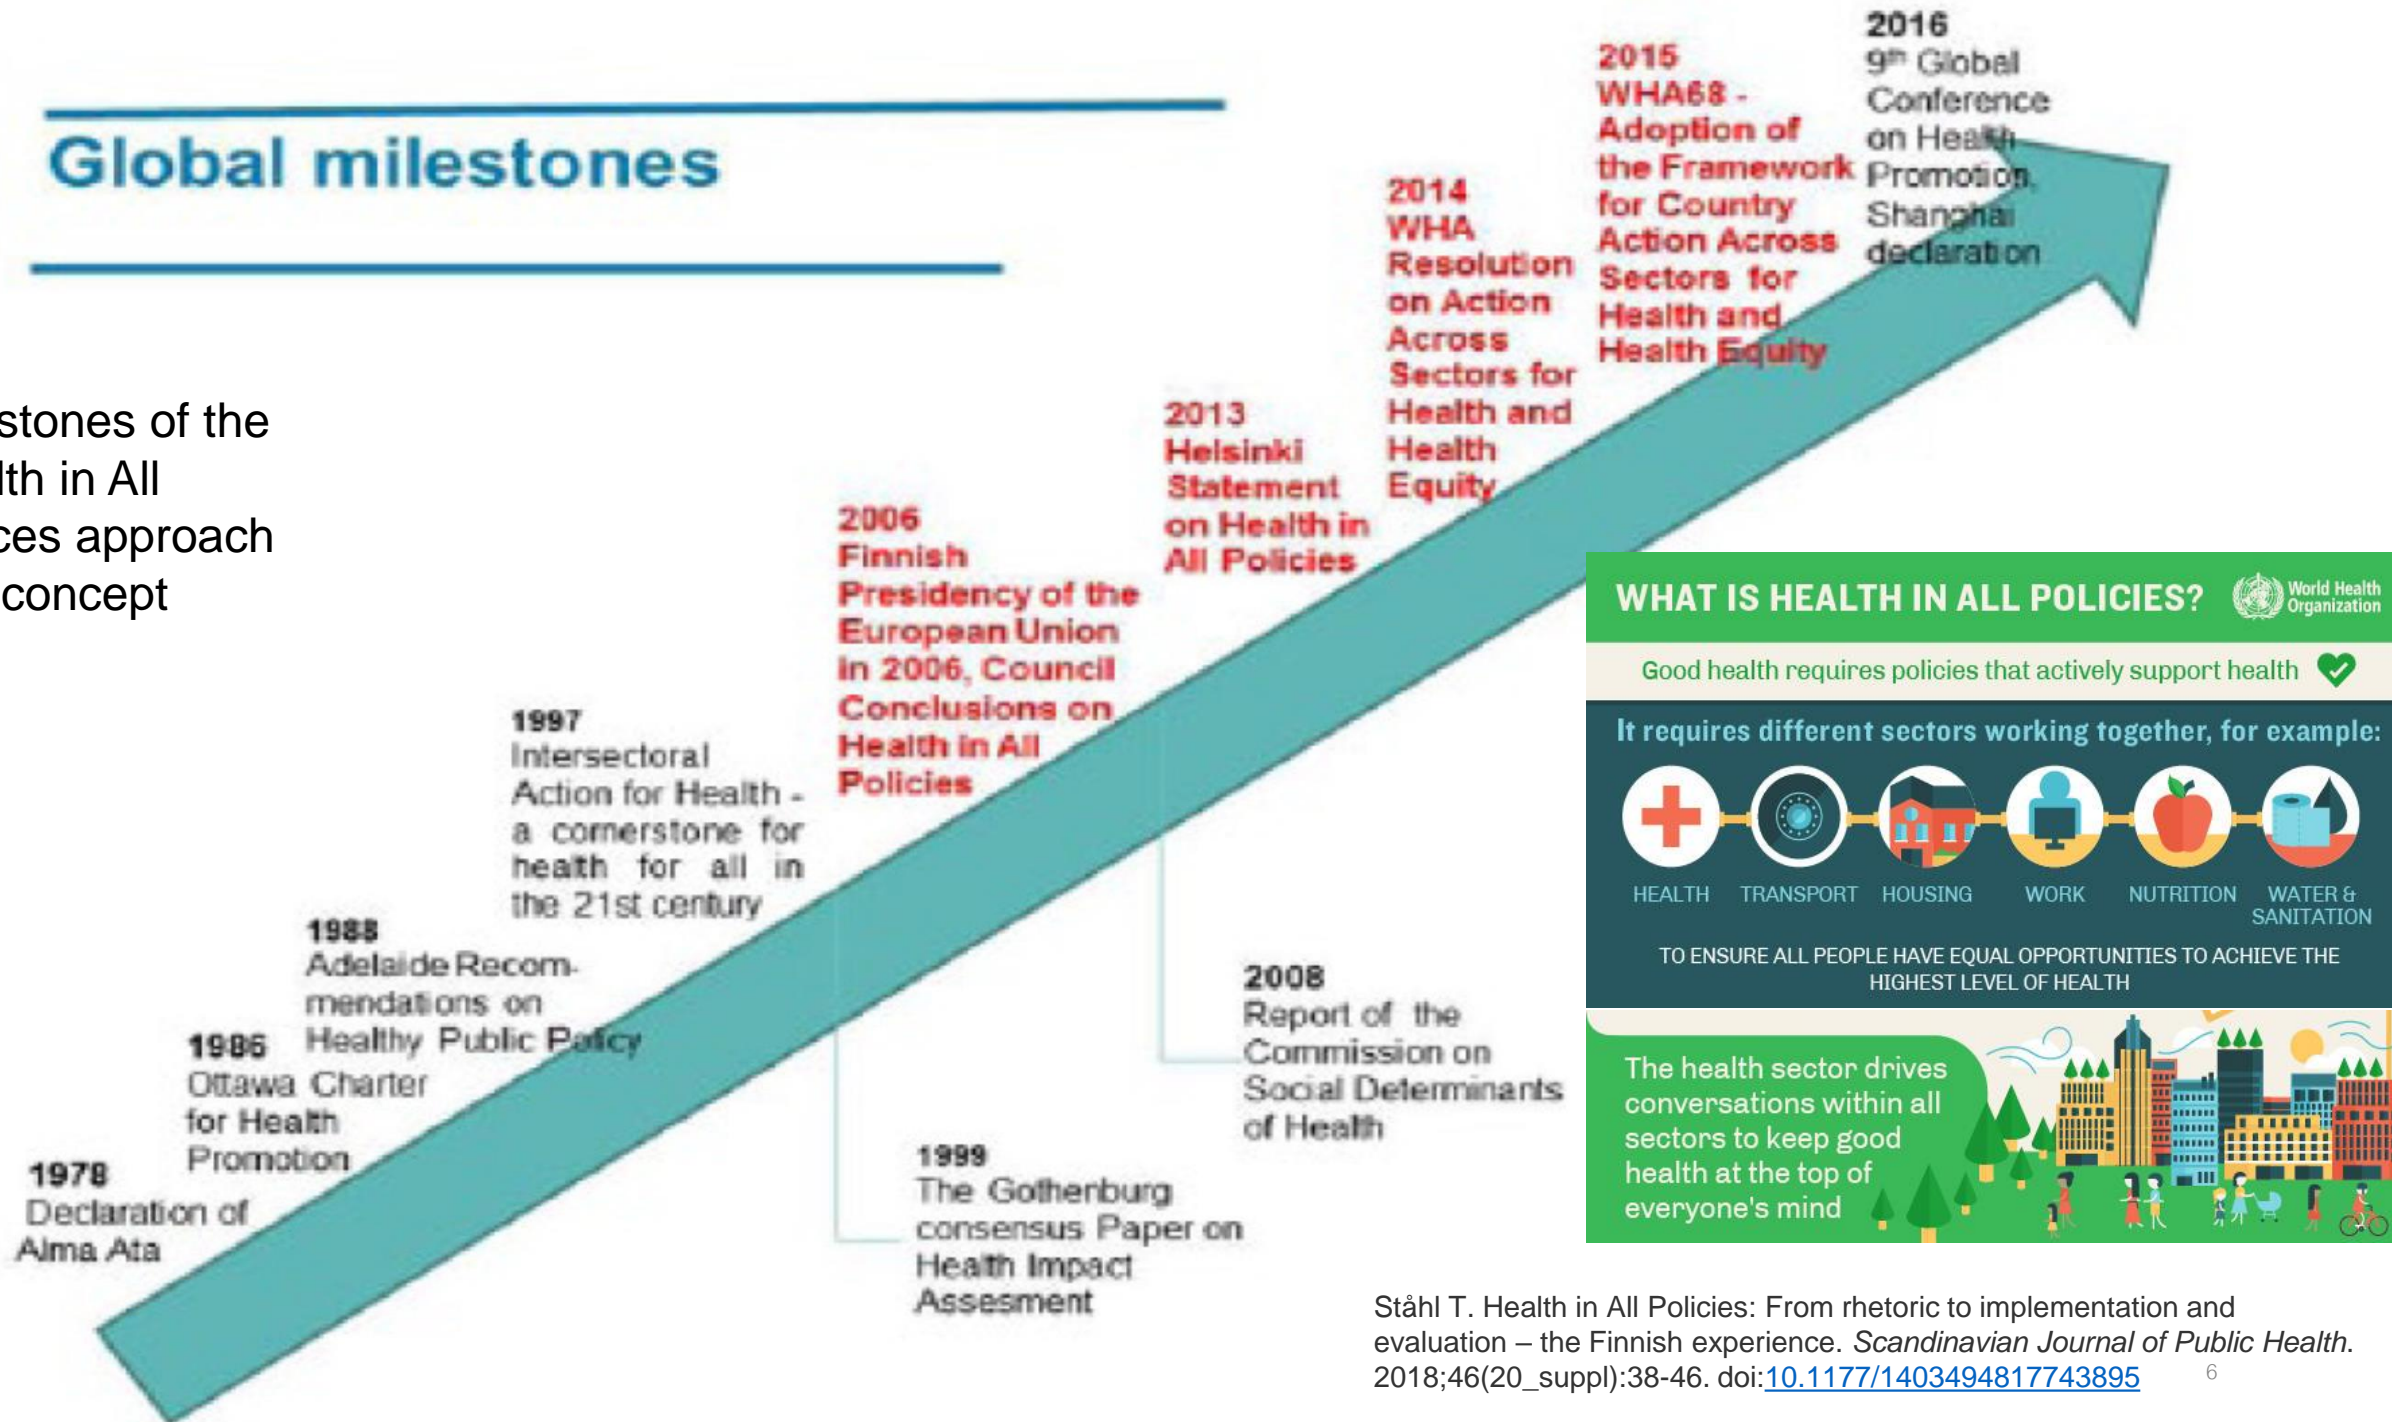 Global milestones
stones of the
lth in All
ces approach
concept
1978
Declaration of
Alma Ata
1986
Ottawa Charter
for Health
Promotion
1988
Adelaide Recom-
mendations on
Healthy Public Policy
1997
Intersectoral
Action for Health -
a cornerstone for
health for all in
the 21st century
1999
The Gothenburg
consensus Paper on
Health Impact
Assesment
2006
Finnish
Presidency of the
European Union
in 2006, Council
Conclusions on
Health in All
Policies
2008
Report of the
Commission on
Social Determinants
of Health
2013
Helsinki
Statement
on Health in
All Policies
2014
WHA
Resolution
on Action
Across
Sectors for
Health and
Health
Equity
2015
WHA68 -
Adoption of
the Framework
for Country
Action Across
Sectors for
Health and
Health Equity
2016
9th Global
Conference
on Health
Promotion,
Shanghai
declaration
WHAT IS HEALTH IN ALL POLICIES?
World Health
Organization
Good health requires policies that actively support health
It requires different sectors working together, for example:
HEALTH TRANSPORT HOUSING WORK NUTRITION WATER &
SANITATION
TO ENSURE ALL PEOPLE HAVE EQUAL OPPORTUNITIES TO ACHIEVE THE
HIGHEST LEVEL OF HEALTH
The health sector drives
conversations within all
sectors to keep good
health at the top of
everyone's mind
Ståhl T. Health in All Policies: From rhetoric to implementation and
evaluation – the Finnish experience. Scandinavian Journal of Public Health.
2018;46(20_suppl):38-46. doi:10.1177/1403494817743895
6